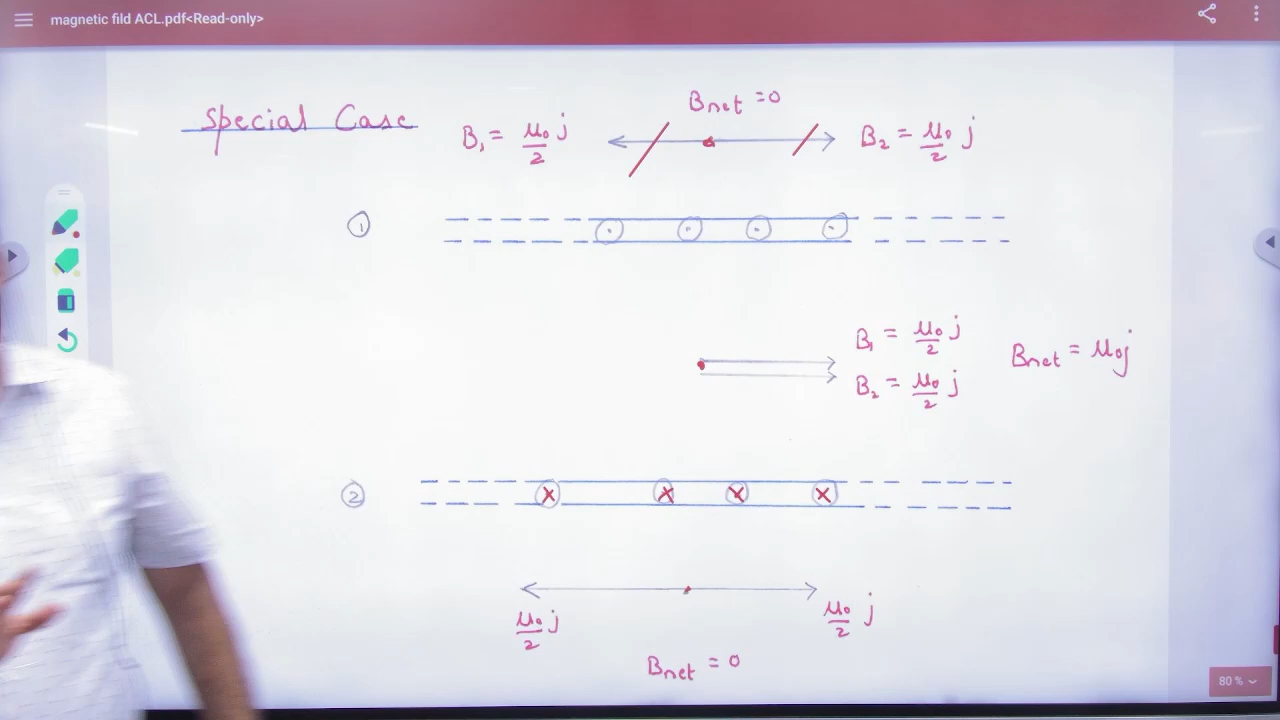 magnetic fild ACL.pdf<Read-only>
Special Case
Bnet = 0
B₁ = μ₀/2 j
B₂ = μ₀/2 j
①
B₁ = μ₀/2 j
B₂ = μ₀/2 j
Bnet = μ₀j
②
μ₀/2 j
μ₀/2 j
Bnet = 0
80 %